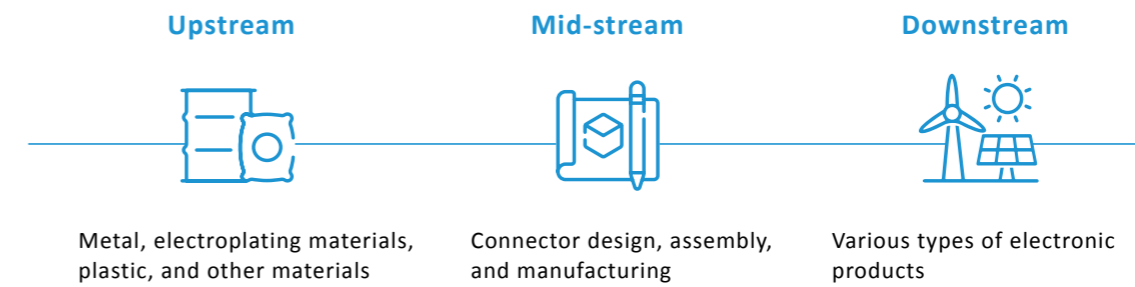 Upstream
Mid-stream
Downstream
Metal, electroplating materials,
plastic, and other materials
Connector design, assembly,
and manufacturing
Various types of electronic
products